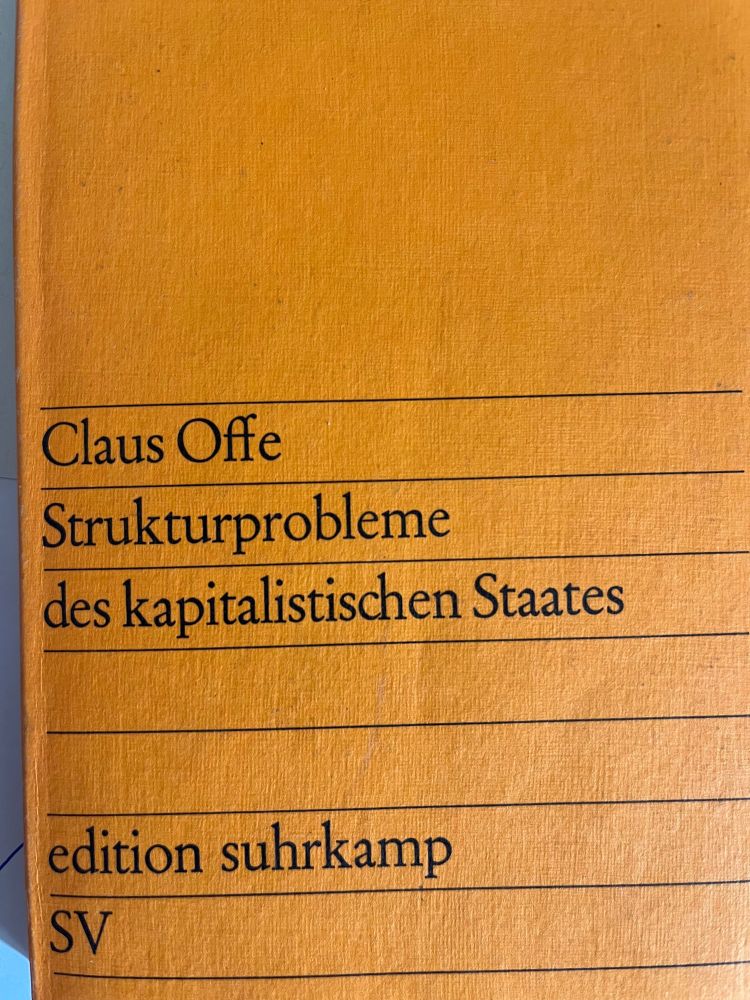 Claus Offe
Strukturprobleme
des kapitalistischen Staates
edition suhrkamp
SV